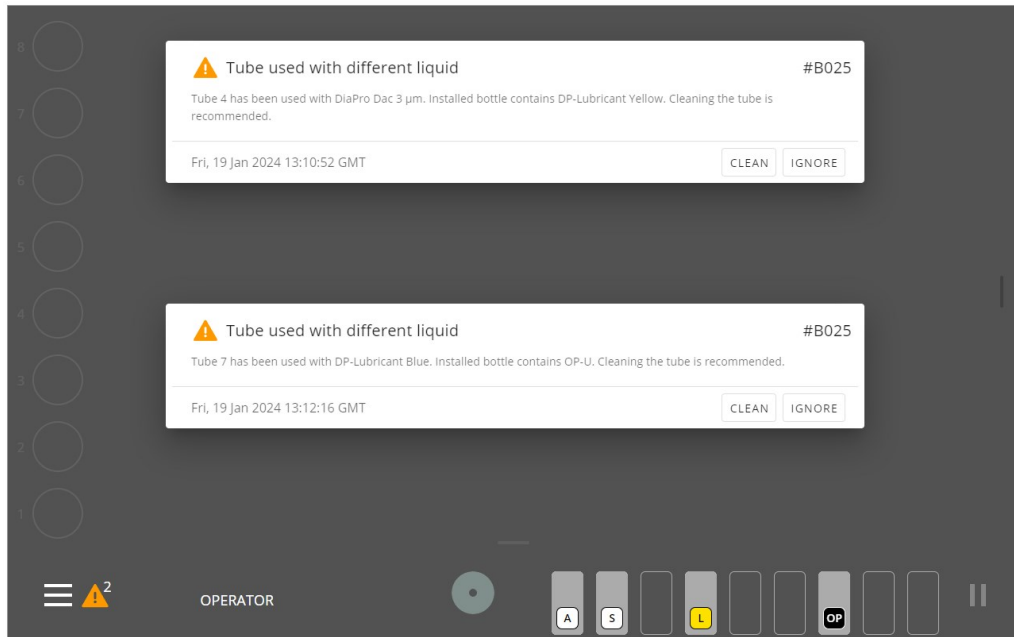 8
Tube used with different liquid #B025
Tube 4 has been used with DiaPro Dac 3 µm. Installed bottle contains DP-Lubricant Yellow. Cleaning the tube is
recommended.
7
Fri, 19 Jan 2024 13:10:52 GMT CLEAN IGNORE
6
5
4
Tube used with different liquid #B025
Tube 7 has been used with DP-Lubricant Blue. Installed bottle contains OP-U. Cleaning the tube is recommended.
3
Fri, 19 Jan 2024 13:12:16 GMT CLEAN IGNORE
2
1
2
OPERATOR
A S L OP